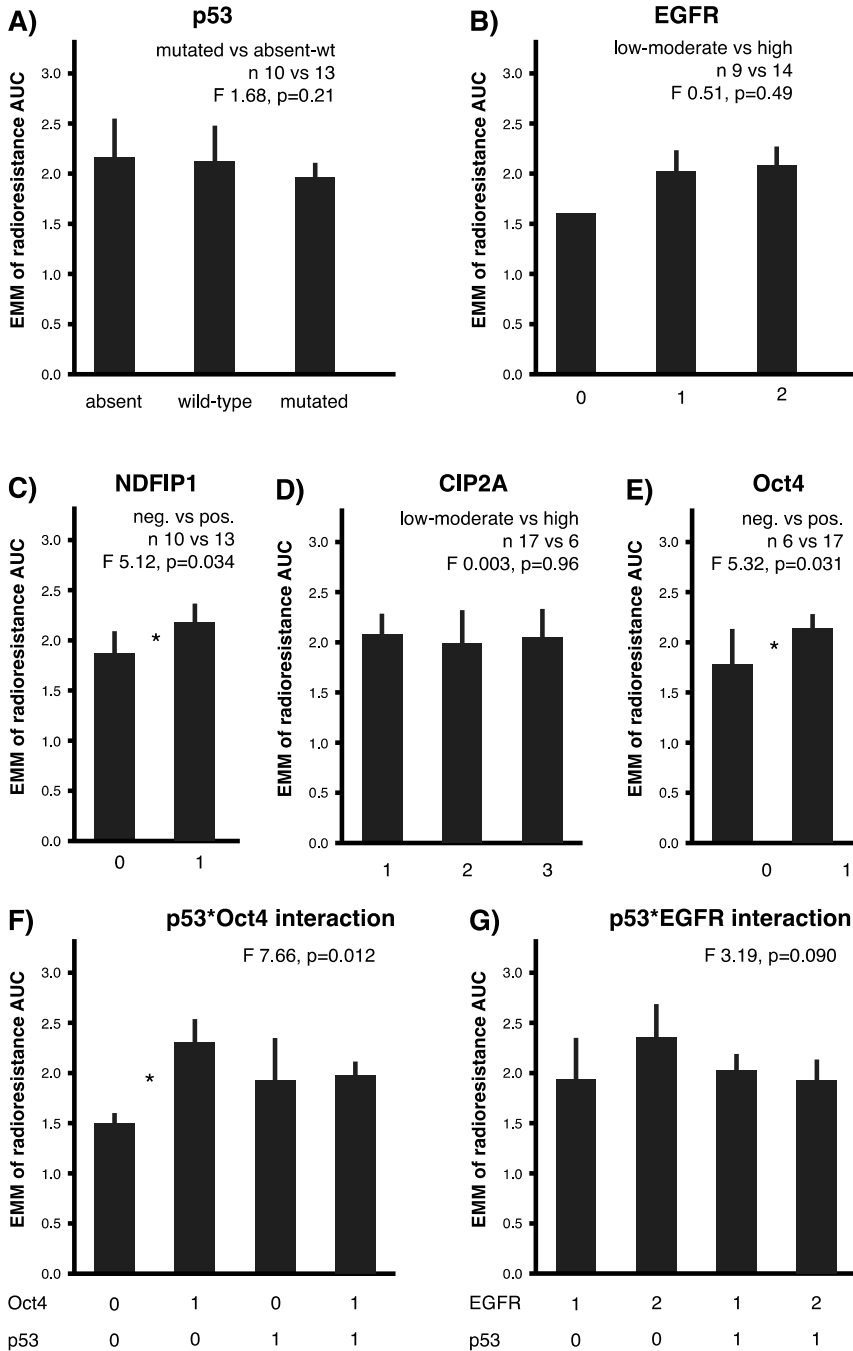 A)
p53
mutated vs absent-wt
n 10 vs 13
F 1.68, p=0.21
EMM of radioresistance AUC
3.0
2.5
2.0
1.5
1.0
0.5
0.0
absent wild-type mutated
B)
EGFR
low-moderate vs high
n 9 vs 14
F 0.51, p=0.49
EMM of radioresistance AUC
3.0
2.5
2.0
1.5
1.0
0.5
0.0
0 1 2
C)
NDFIP1
neg. vs pos.
n 10 vs 13
F 5.12, p=0.034
EMM of radioresistance AUC
3.0
2.5
2.0
*
1.5
1.0
0.5
0.0
0 1
D)
CIP2A
low-moderate vs high
n 17 vs 6
F 0.003, p=0.96
EMM of radioresistance AUC
3.0
2.5
2.0
1.5
1.0
0.5
0.0
1 2 3
E)
Oct4
neg. vs pos.
n 6 vs 17
F 5.32, p=0.031
EMM of radioresistance AUC
3.0
2.5
2.0
*
1.5
1.0
0.5
0.0
0 1
F)
p53*Oct4 interaction
F 7.66, p=0.012
EMM of radioresistance AUC
3.0
2.5
2.0
*
1.5
1.0
0.5
0.0
Oct4 0 1 0 1
p53 0 0 1 1
G)
p53*EGFR interaction
F 3.19, p=0.090
EMM of radioresistance AUC
3.0
2.5
2.0
1.5
1.0
0.5
0.0
EGFR 1 2 1 2
p53 0 0 1 1